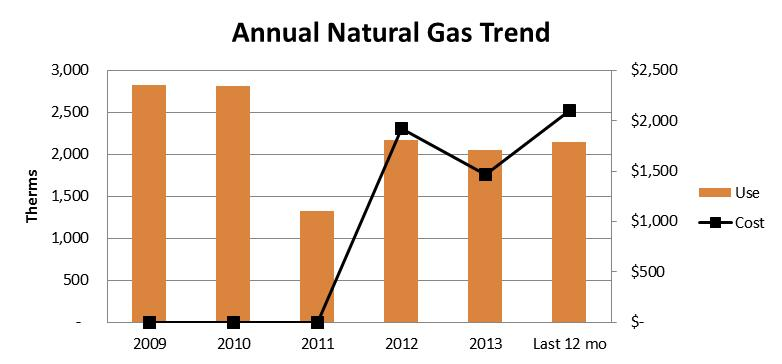 Annual Natural Gas Trend
3,000
2,500
2,000
1,500
1,000
500
-
Therms
$2,500
$2,000
$1,500
$1,000
$500
$-
2009 2010 2011 2012 2013 Last 12 mo
Use
Cost